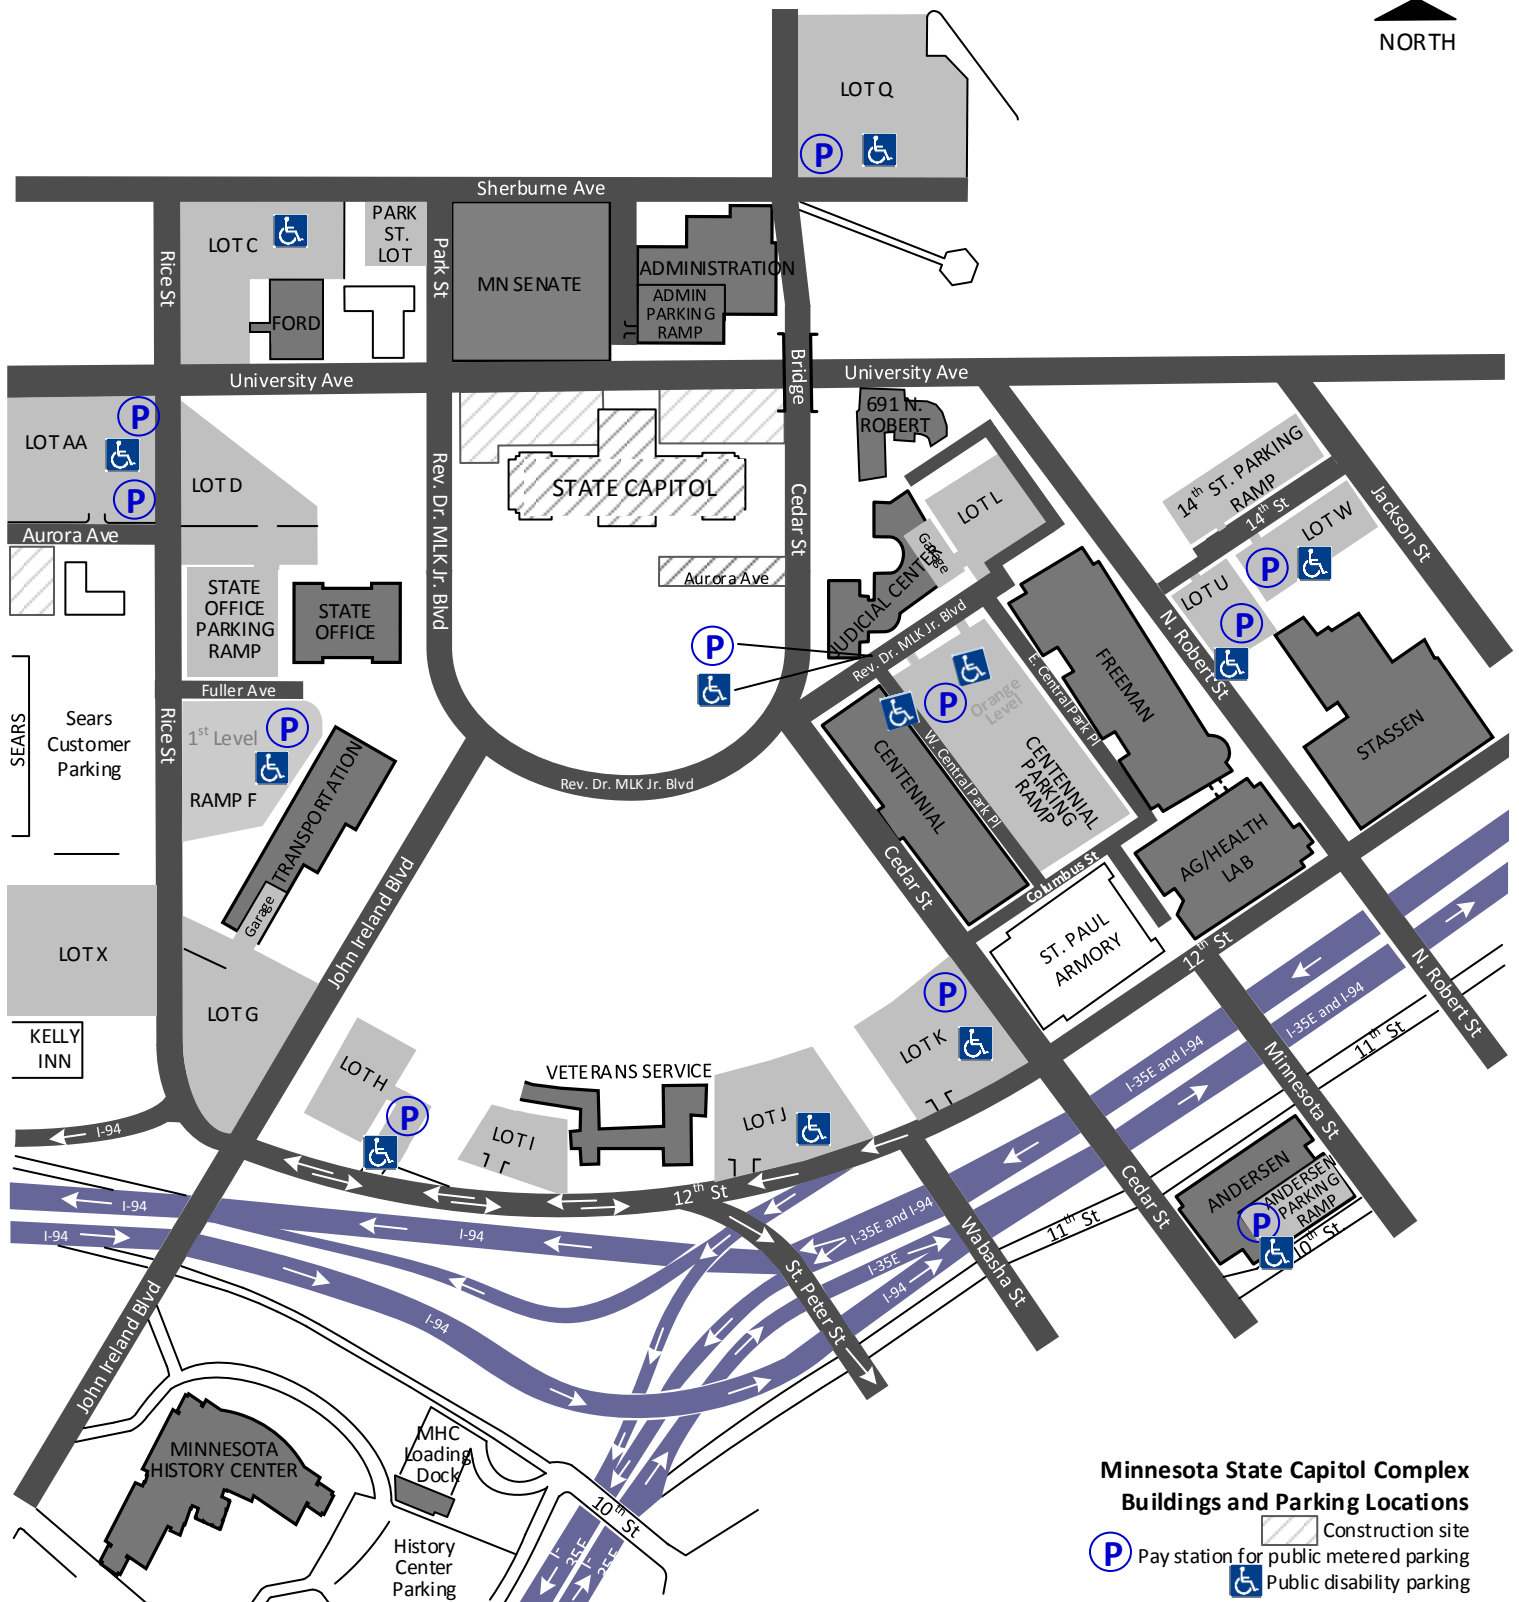 NORTH
LOT Q
P
Sherburne Ave
LOT C
PARK
ST.
LOT
Rice St
Park St
MN SENATE
ADMINISTRATION
ADMIN
PARKING
RAMP
FORD
Bridge
University Ave
University Ave
P
LOT AA
P
Aurora Ave
LOT D
Rev. Dr. MLK Jr. Blvd
STATE CAPITOL
Cedar St
691 N.
ROBERT
LOT L
14th ST. PARKING
RAMP
14th St
LOT W
Jackson St
Garage
JUDICIAL CENTER
Aurora Ave
STATE
OFFICE
PARKING
RAMP
STATE
OFFICE
P
LOT U
P
N. Robert St
Rev. Dr. MLK Jr. Blvd
P
Fuller Ave
SEARS
Sears
Customer
Parking
Rice St
1st Level
P
RAMP F
TRANSPORTATION
Garage
Rev. Dr. MLK Jr. Blvd
P
Orange
Level
E. Central Park Pl
FREEMAN
STASSEN
CENTENNIAL
W. Central Park Pl
CENTENNIAL
PARKING
RAMP
AG/HEALTH
LAB
Cedar St
Columbus St
John Ireland Blvd
LOT X
LOT G
KELLY
INN
ST. PAUL
ARMORY
12th St
N. Robert St
P
LOT K
I-35E and I-94
I-35E and I-94
11th St
Minnesota St
LOT H
P
VETERANS SERVICE
LOT I
LOT J
I-94
12th St
I-94
I-94
I-94
I-35E and I-94
I-35E
I-94
I-94
11th St
Cedar St
Wabasha St
St. Peter St
ANDERSEN
ANDERSEN
PARKING
RAMP
P
10th St
John Ireland Blvd
MINNESOTA
HISTORY CENTER
MHC
Loading
Dock
10th St
History
Center
Parking
I-
35E
I-
35E
Minnesota State Capitol Complex
Buildings and Parking Locations
Construction site
P Pay station for public metered parking
Public disability parking